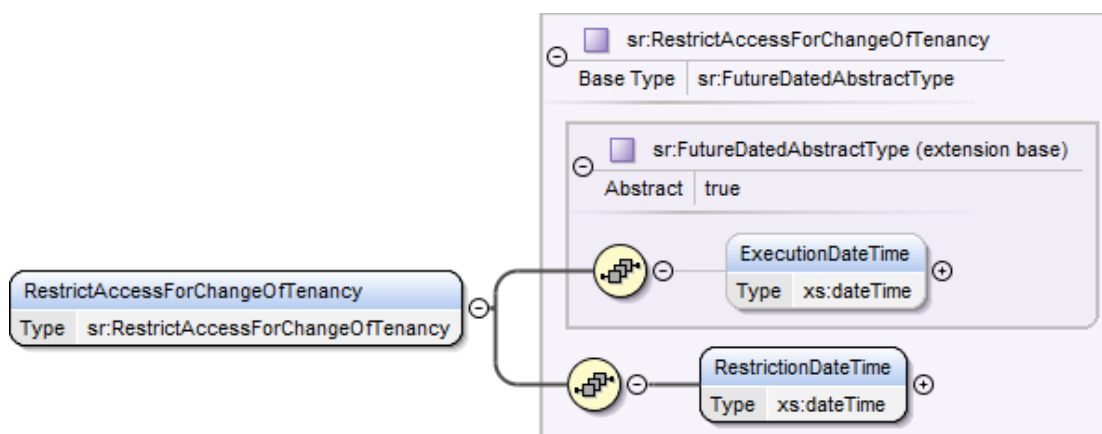 sr:RestrictAccessForChangeOfTenancy
Base Type sr:FutureDatedAbstractType
sr:FutureDatedAbstractType (extension base)
Abstract true
ExecutionDateTime
Type xs:dateTime
RestrictAccessForChangeOfTenancy
Type sr:RestrictAccessForChangeOfTenancy
RestrictionDateTime
Type xs:dateTime